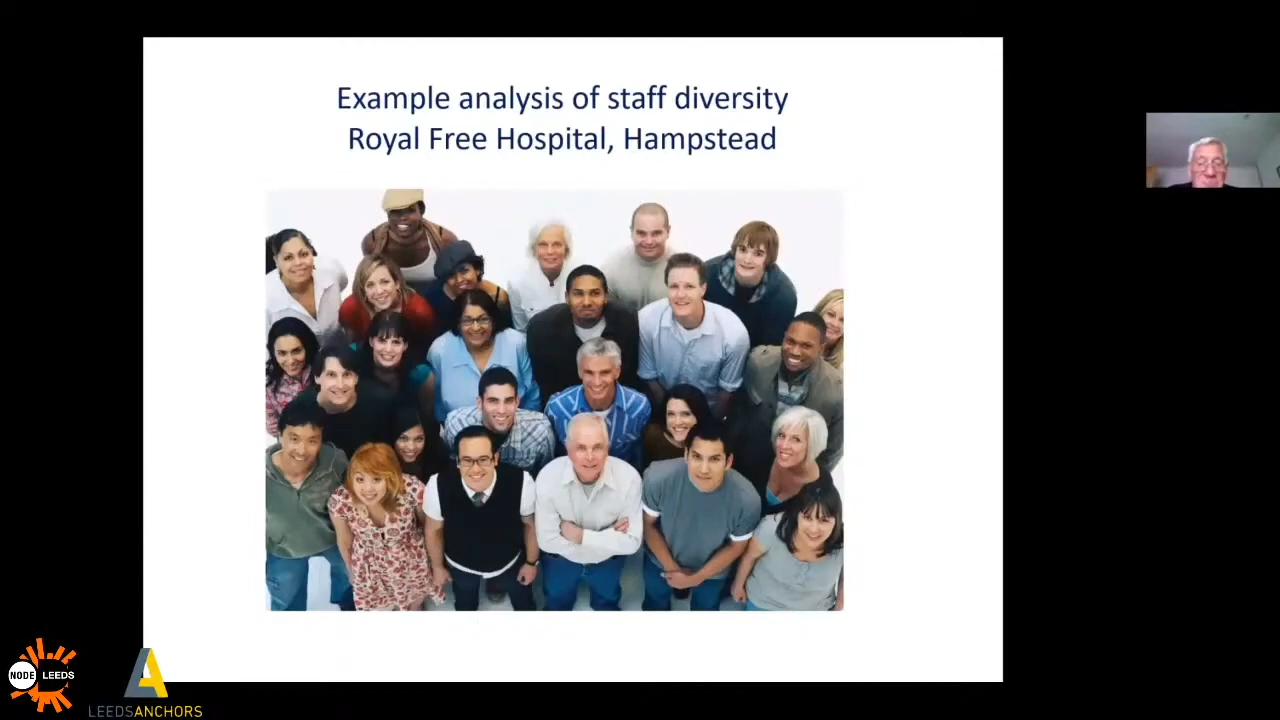 Example analysis of staff diversity
Royal Free Hospital, Hampstead
NODE LEEDS
LEEDSANCHORS